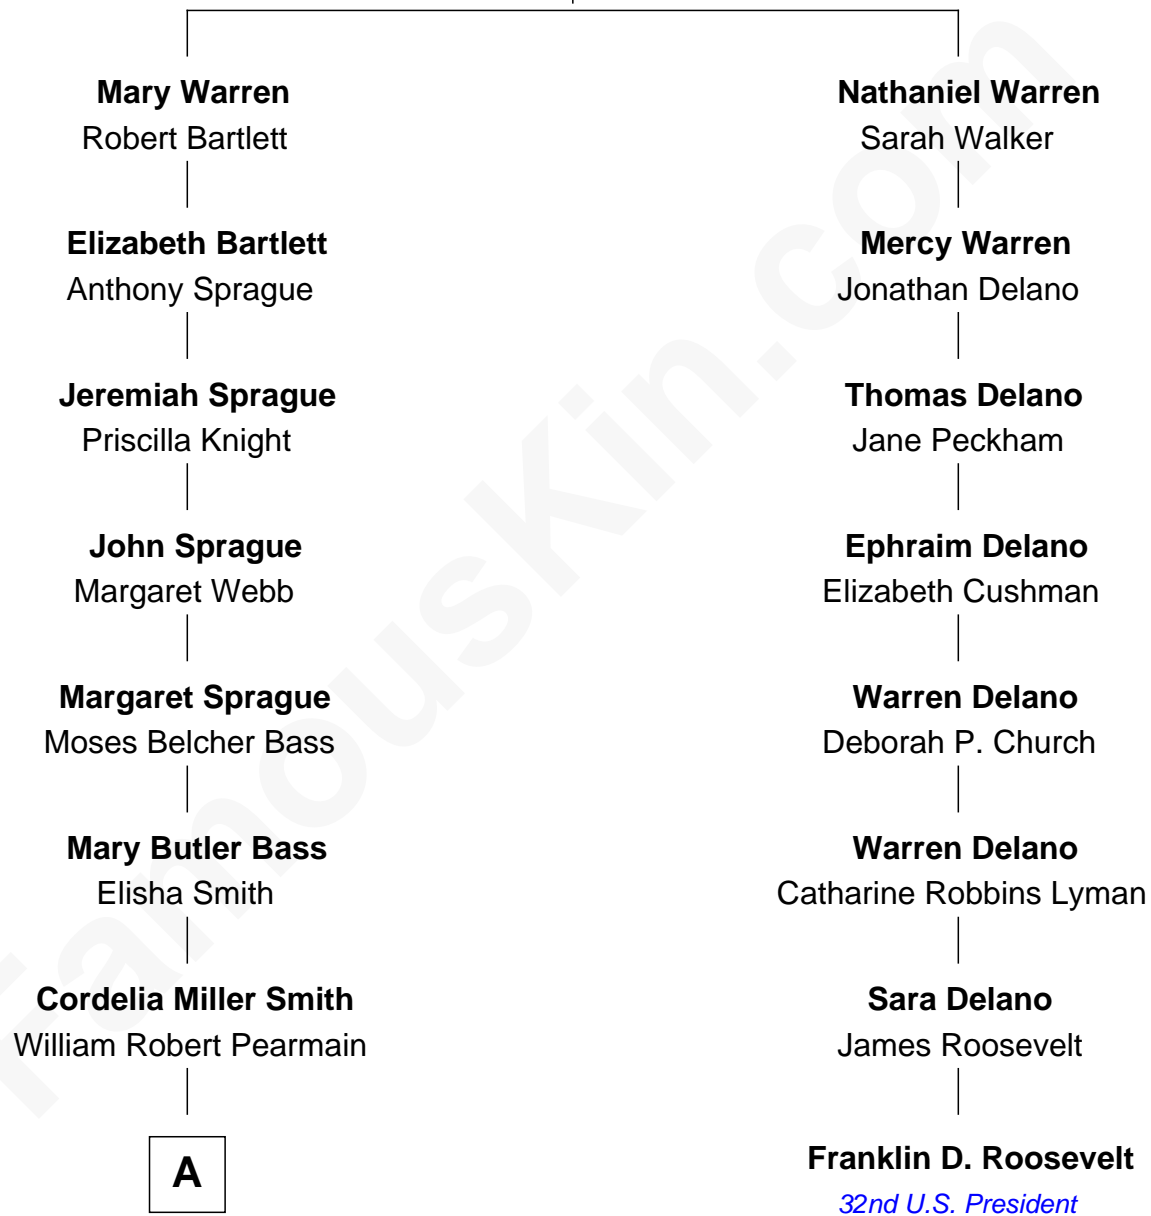 Mary Warren
Robert Bartlett
Nathaniel Warren
Sarah Walker
Elizabeth Bartlett
Anthony Sprague
Mercy Warren
Jonathan Delano
Jeremiah Sprague
Priscilla Knight
Thomas Delano
Jane Peckham
John Sprague
Margaret Webb
Ephraim Delano
Elizabeth Cushman
Margaret Sprague
Moses Belcher Bass
Warren Delano
Deborah P. Church
Mary Butler Bass
Elisha Smith
Warren Delano
Catharine Robbins Lyman
Cordelia Miller Smith
William Robert Pearmain
Sara Delano
James Roosevelt
A
Franklin D. Roosevelt
32nd U.S. President
FamousKin.com